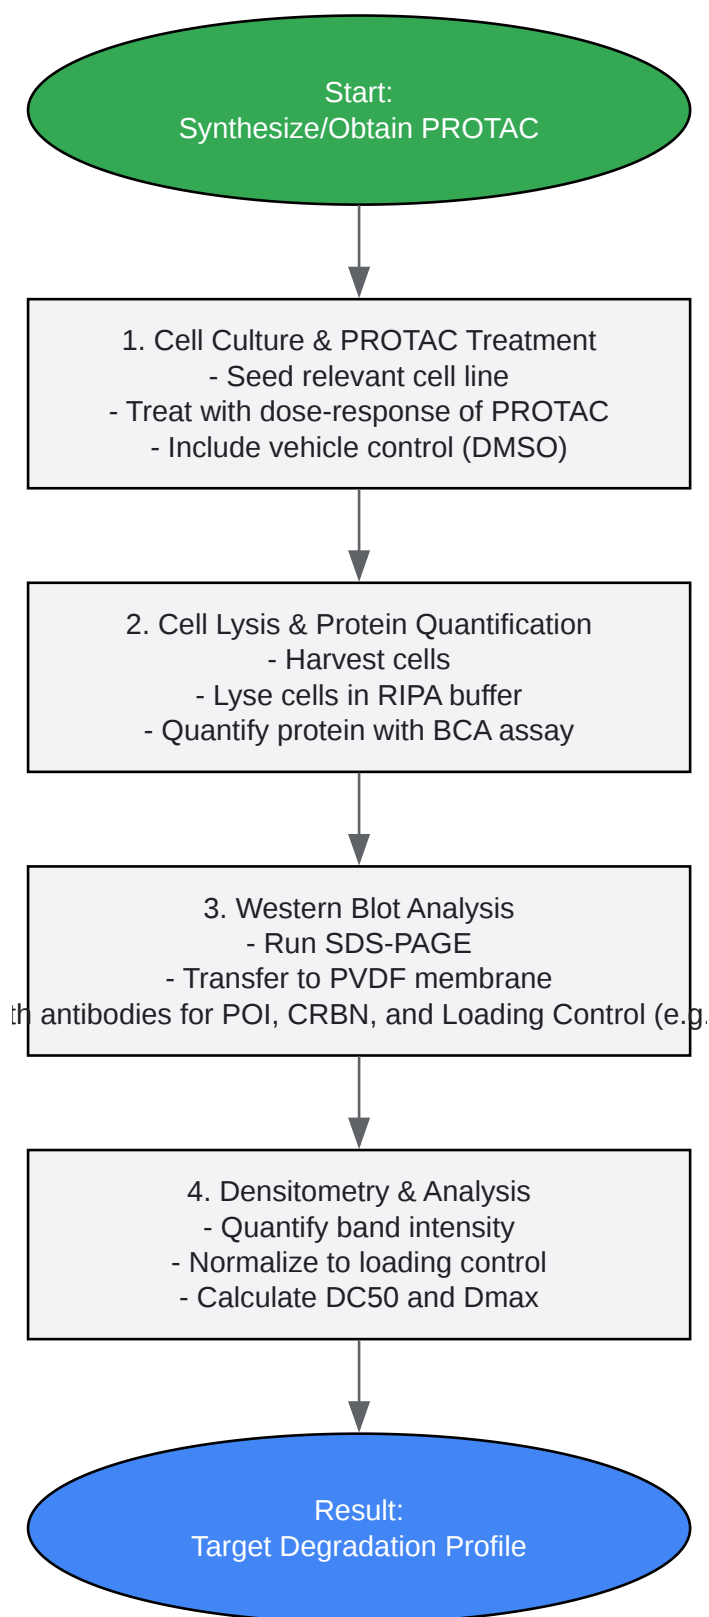 Start:
Synthesize/Obtain PROTAC
1. Cell Culture & PROTAC Treatment
- Seed relevant cell line
- Treat with dose-response of PROTAC
- Include vehicle control (DMSO)
2. Cell Lysis & Protein Quantification
- Harvest cells
- Lyse cells in RIPA buffer
- Quantify protein with BCA assay
3. Western Blot Analysis
- Run SDS-PAGE
- Transfer to PVDF membrane
th antibodies for POI, CRBN, and Loading Control (e.g.
4. Densitometry & Analysis
- Quantify band intensity
- Normalize to loading control
- Calculate DC50 and Dmax
Result:
Target Degradation Profile